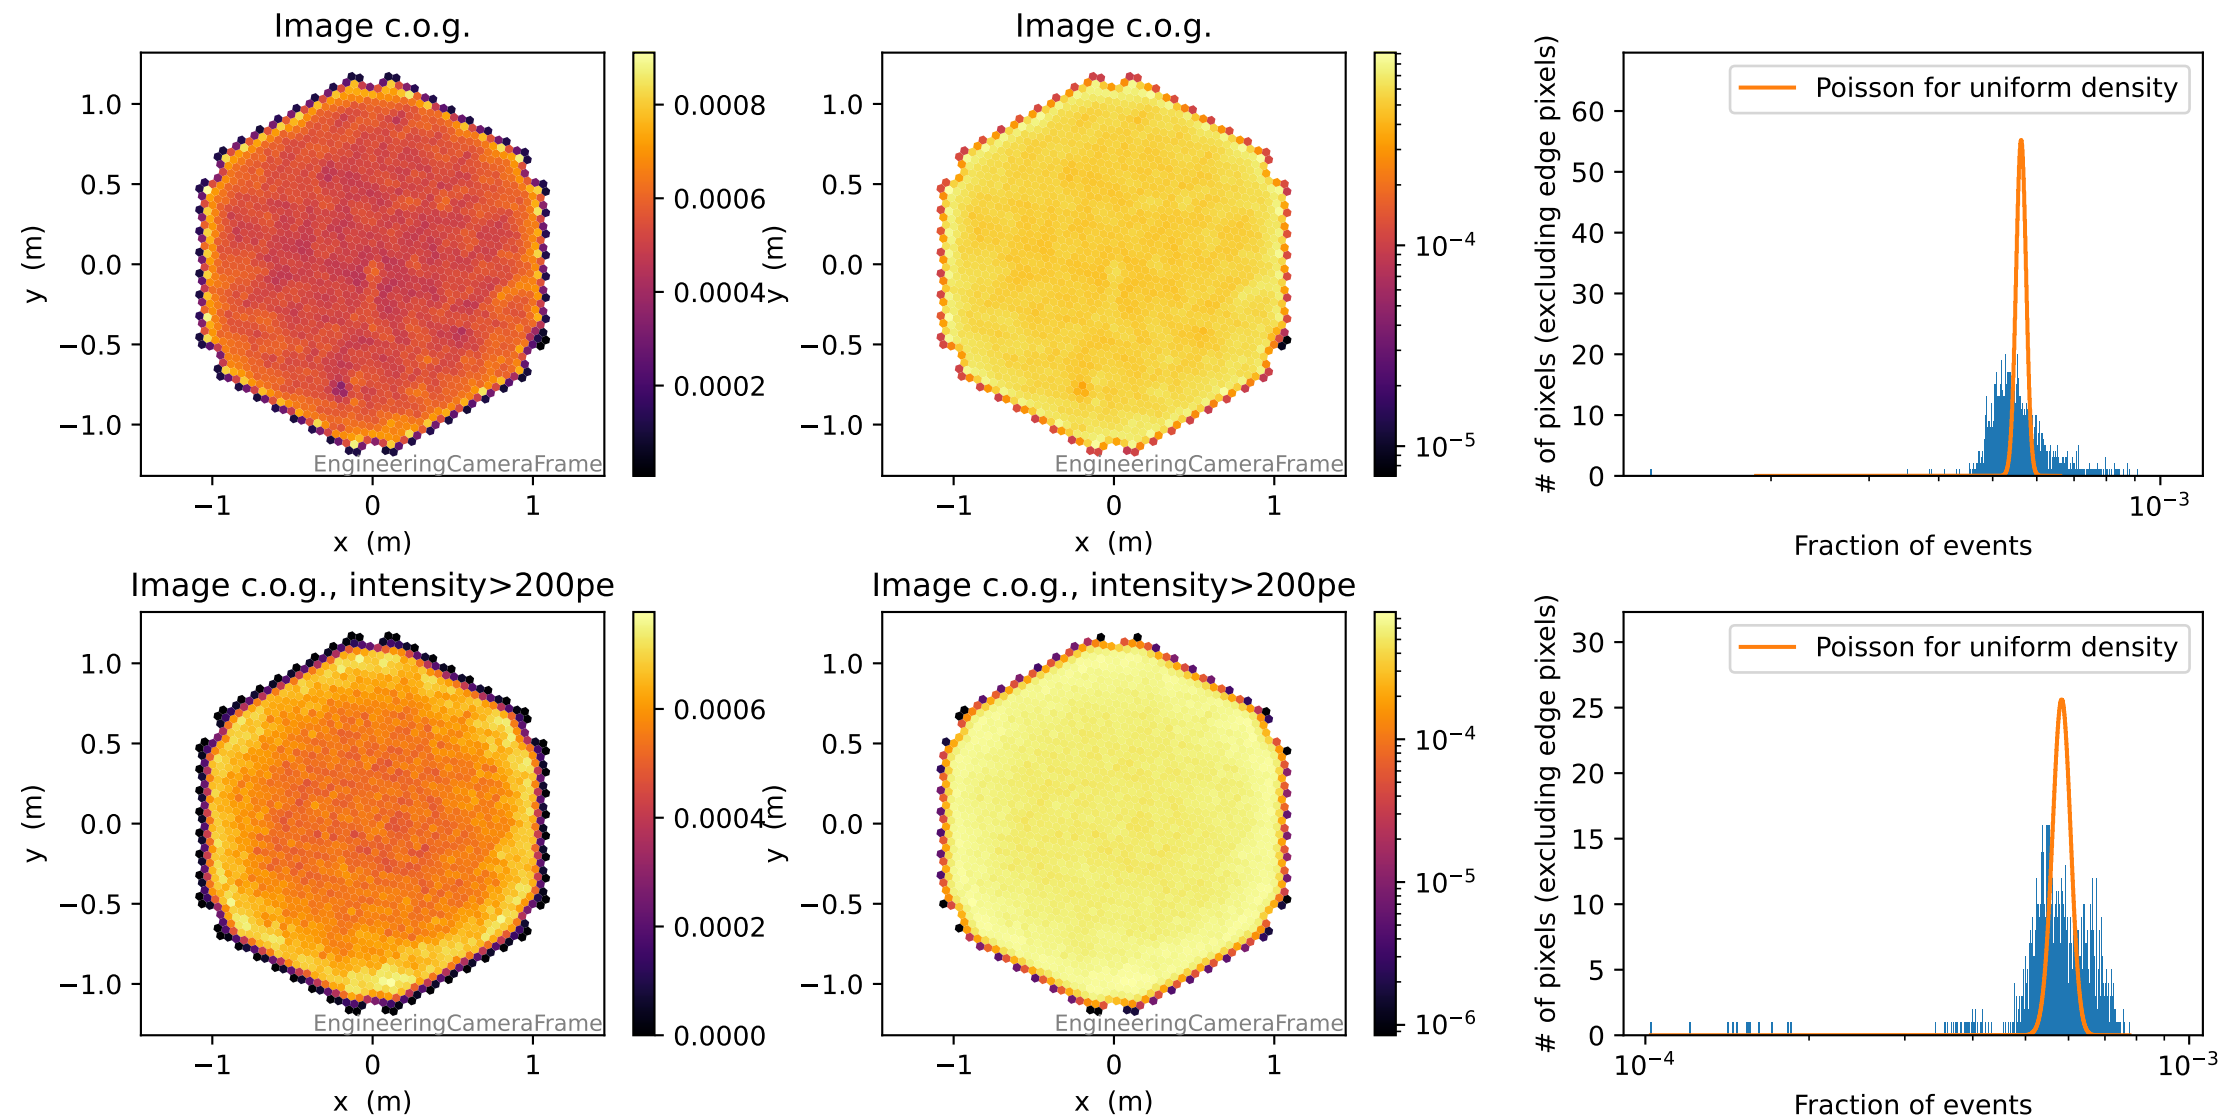 Image c.o.g.
1.0
0.5
0.0
−0.5
−1.0
y (m)
−1
0
1
x (m)
EngineeringCameraFrame
0.0008
0.0006
0.0004
0.0002
Image c.o.g.
1.0
0.5
0.0
−0.5
−1.0
y (m)
−1
0
1
x (m)
EngineeringCameraFrame
10⁻⁴
10⁻⁵
# of pixels (excluding edge pixels)
60
50
40
30
20
10
0
Poisson for uniform density
10⁻³
Fraction of events
Image c.o.g., intensity>200pe
1.0
0.5
0.0
−0.5
−1.0
y (m)
−1
0
1
x (m)
EngineeringCameraFrame
0.0006
0.0004
0.0002
0.0000
Image c.o.g., intensity>200pe
1.0
0.5
0.0
−0.5
−1.0
y (m)
−1
0
1
x (m)
EngineeringCameraFrame
10⁻⁴
10⁻⁵
10⁻⁶
# of pixels (excluding edge pixels)
30
25
20
15
10
5
0
Poisson for uniform density
10⁻⁴
10⁻³
Fraction of events